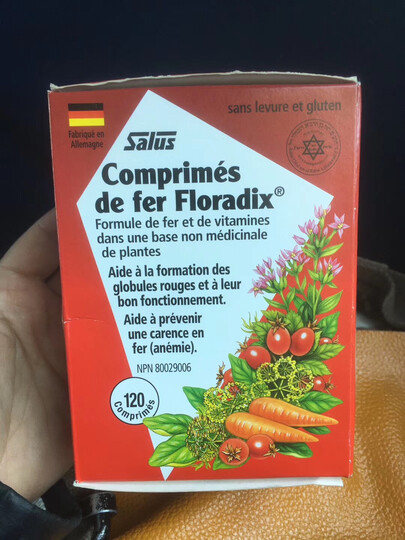 sans levure et gluten
Fabriqué en
Allemagne
Salus
Comprimés
de fer Floradix®
Formule de fer et de vitamines
dans une base non médicinale
de plantes
Aide à la formation des
globules rouges et à leur
bon fonctionnement.
Aide à prévenir
une carence en
fer (anémie).
NPN 80029006
120
Comprimés